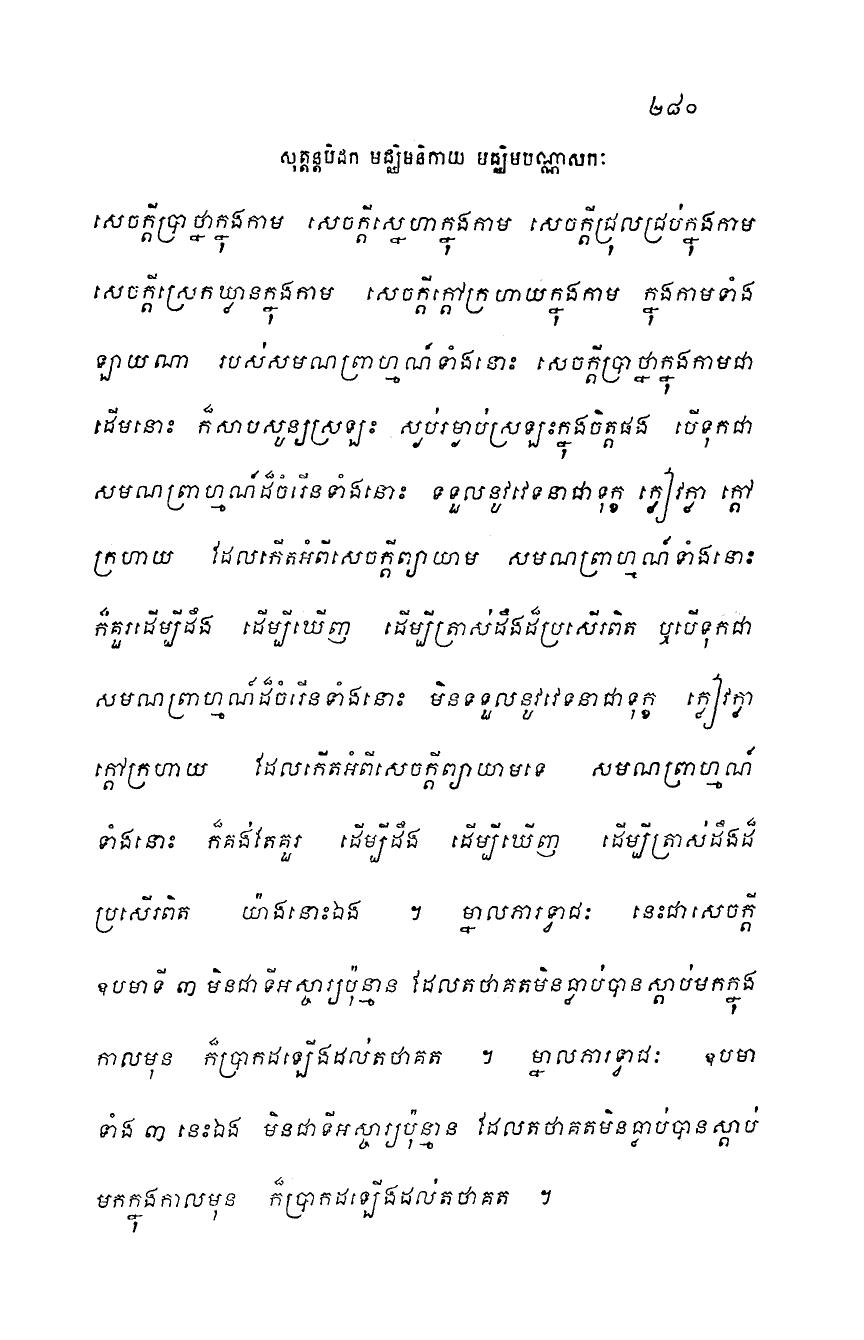 ២៨០
សុត្តន្តបិដក មជ្ឈិមនិកាយ មជ្ឈិមបណ្ណាសកៈ
សេចក្តីប្រាថ្នាក្នុងកាម សេចក្តីស្នេហាក្នុងកាម សេចក្តីជ្រុលជ្រប់ក្នុងកាម
សេចក្តីស្រេកឃ្លានក្នុងកាម សេចក្តីក្តៅក្រហាយក្នុងកាម ក្នុងកាមទាំង
ឡាយណា របស់សមណព្រាហ្មណ៍ទាំងនោះ សេចក្តីប្រាថ្នាក្នុងកាមជា
ដើមនោះ ក៏សាបសូន្យស្រឡះ ស្ងប់រម្ងាប់ស្រឡះក្នុងចិត្តផង បើទុកជា
សមណព្រាហ្មណ៍ដ៏ចំរើនទាំងនោះ ទទួលនូវវេទនាជាទុក្ខ ក្លៀវក្លា ក្តៅ
ក្រហាយ ដែលកើតអំពីសេចក្តីព្យាយាម សមណព្រាហ្មណ៍ទាំងនោះ
ក៏គួរដើម្បីដឹង ដើម្បីឃើញ ដើម្បីត្រាស់ដឹងដ៏ប្រសើរពិត ឬបើទុកជា
សមណព្រាហ្មណ៍ដ៏ចំរើនទាំងនោះ មិនទទួលនូវវេទនាជាទុក្ខ ក្លៀវក្លា
ក្តៅក្រហាយ ដែលកើតអំពីសេចក្តីព្យាយាមទេ សមណព្រាហ្មណ៍
ទាំងនោះ ក៏គង់តែគួរ ដើម្បីដឹង ដើម្បីឃើញ ដើម្បីត្រាស់ដឹងដ៏
ប្រសើរពិត យ៉ាងនោះឯង ។ ម្នាលភារទ្វាជៈ នេះជាសេចក្តី
ឧបមាទី ៣ មិនជាទីអស្ចារ្យប៉ុន្មាន ដែលតថាគតមិនធ្លាប់បានស្តាប់មកក្នុង
កាលមុន ក៏ប្រាកដឡើងដល់តថាគត ។ ម្នាលភារទ្វាជៈ ឧបមា
ទាំង ៣ នេះឯង មិនជាទីអស្ចារ្យប៉ុន្មាន ដែលតថាគតមិនធ្លាប់បានស្តាប់
មកក្នុងកាលមុន ក៏ប្រាកដឡើងដល់តថាគត ។